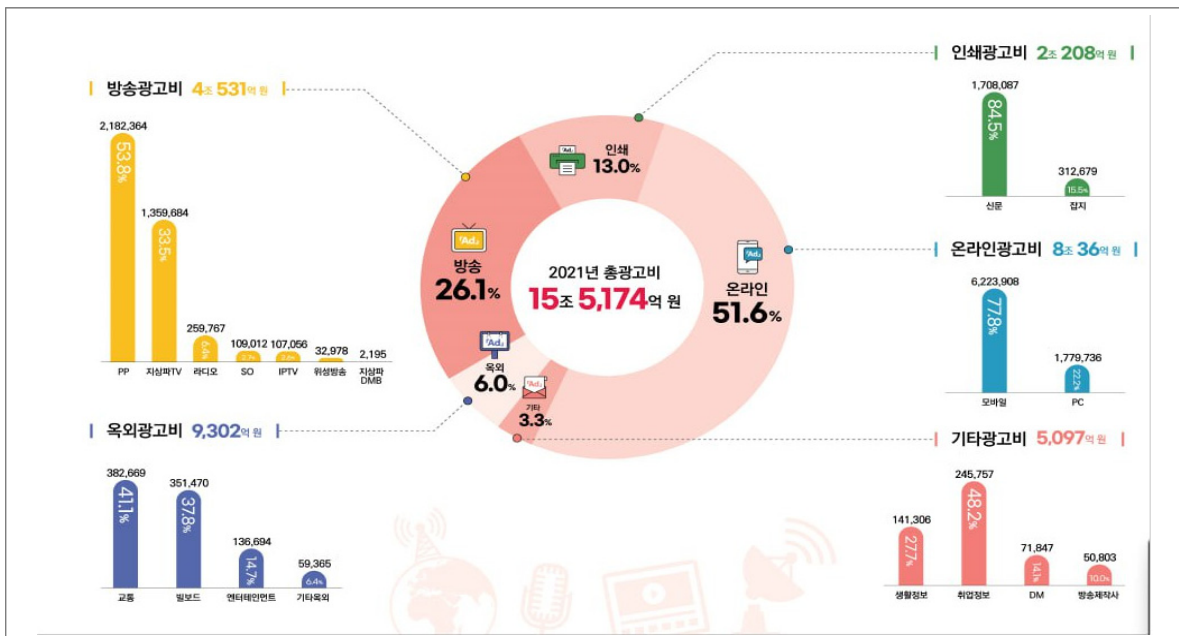 방송광고비 4조 531억 원
2,182,364
53.8%
1,359,684
33.5%
259,767
6.4%
109,012
2.7%
107,056
2.6%
32,978
2,195
PP
지상파TV
라디오
SO
IPTV
위성방송
지상파
DMB
옥외광고비 9,302억 원
382,669
41.1%
351,470
37.8%
136,694
14.7%
59,365
6.4%
교통
빌보드
엔터테인먼트
기타옥외
Ad
인쇄
13.0%
Ad
방송
26.1%
2021년 총광고비
15조 5,174억 원
Ad
온라인
51.6%
Ad
옥외
6.0%
Ad
기타
3.3%
인쇄광고비 2조 208억 원
1,708,087
84.5%
312,679
15.5%
신문
잡지
온라인광고비 8조 36억 원
6,223,908
77.8%
1,779,736
22.2%
모바일
PC
기타광고비 5,097억 원
141,306
27.7%
245,757
48.2%
71,847
14.1%
50,803
10.0%
생활정보
취업정보
DM
방송제작사